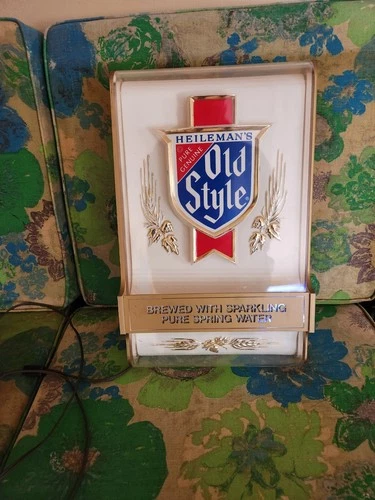 HEILEMAN'S
PURE
GENUINE
Old
Style
BREWED WITH SPARKLING
PURE SPRING WATER